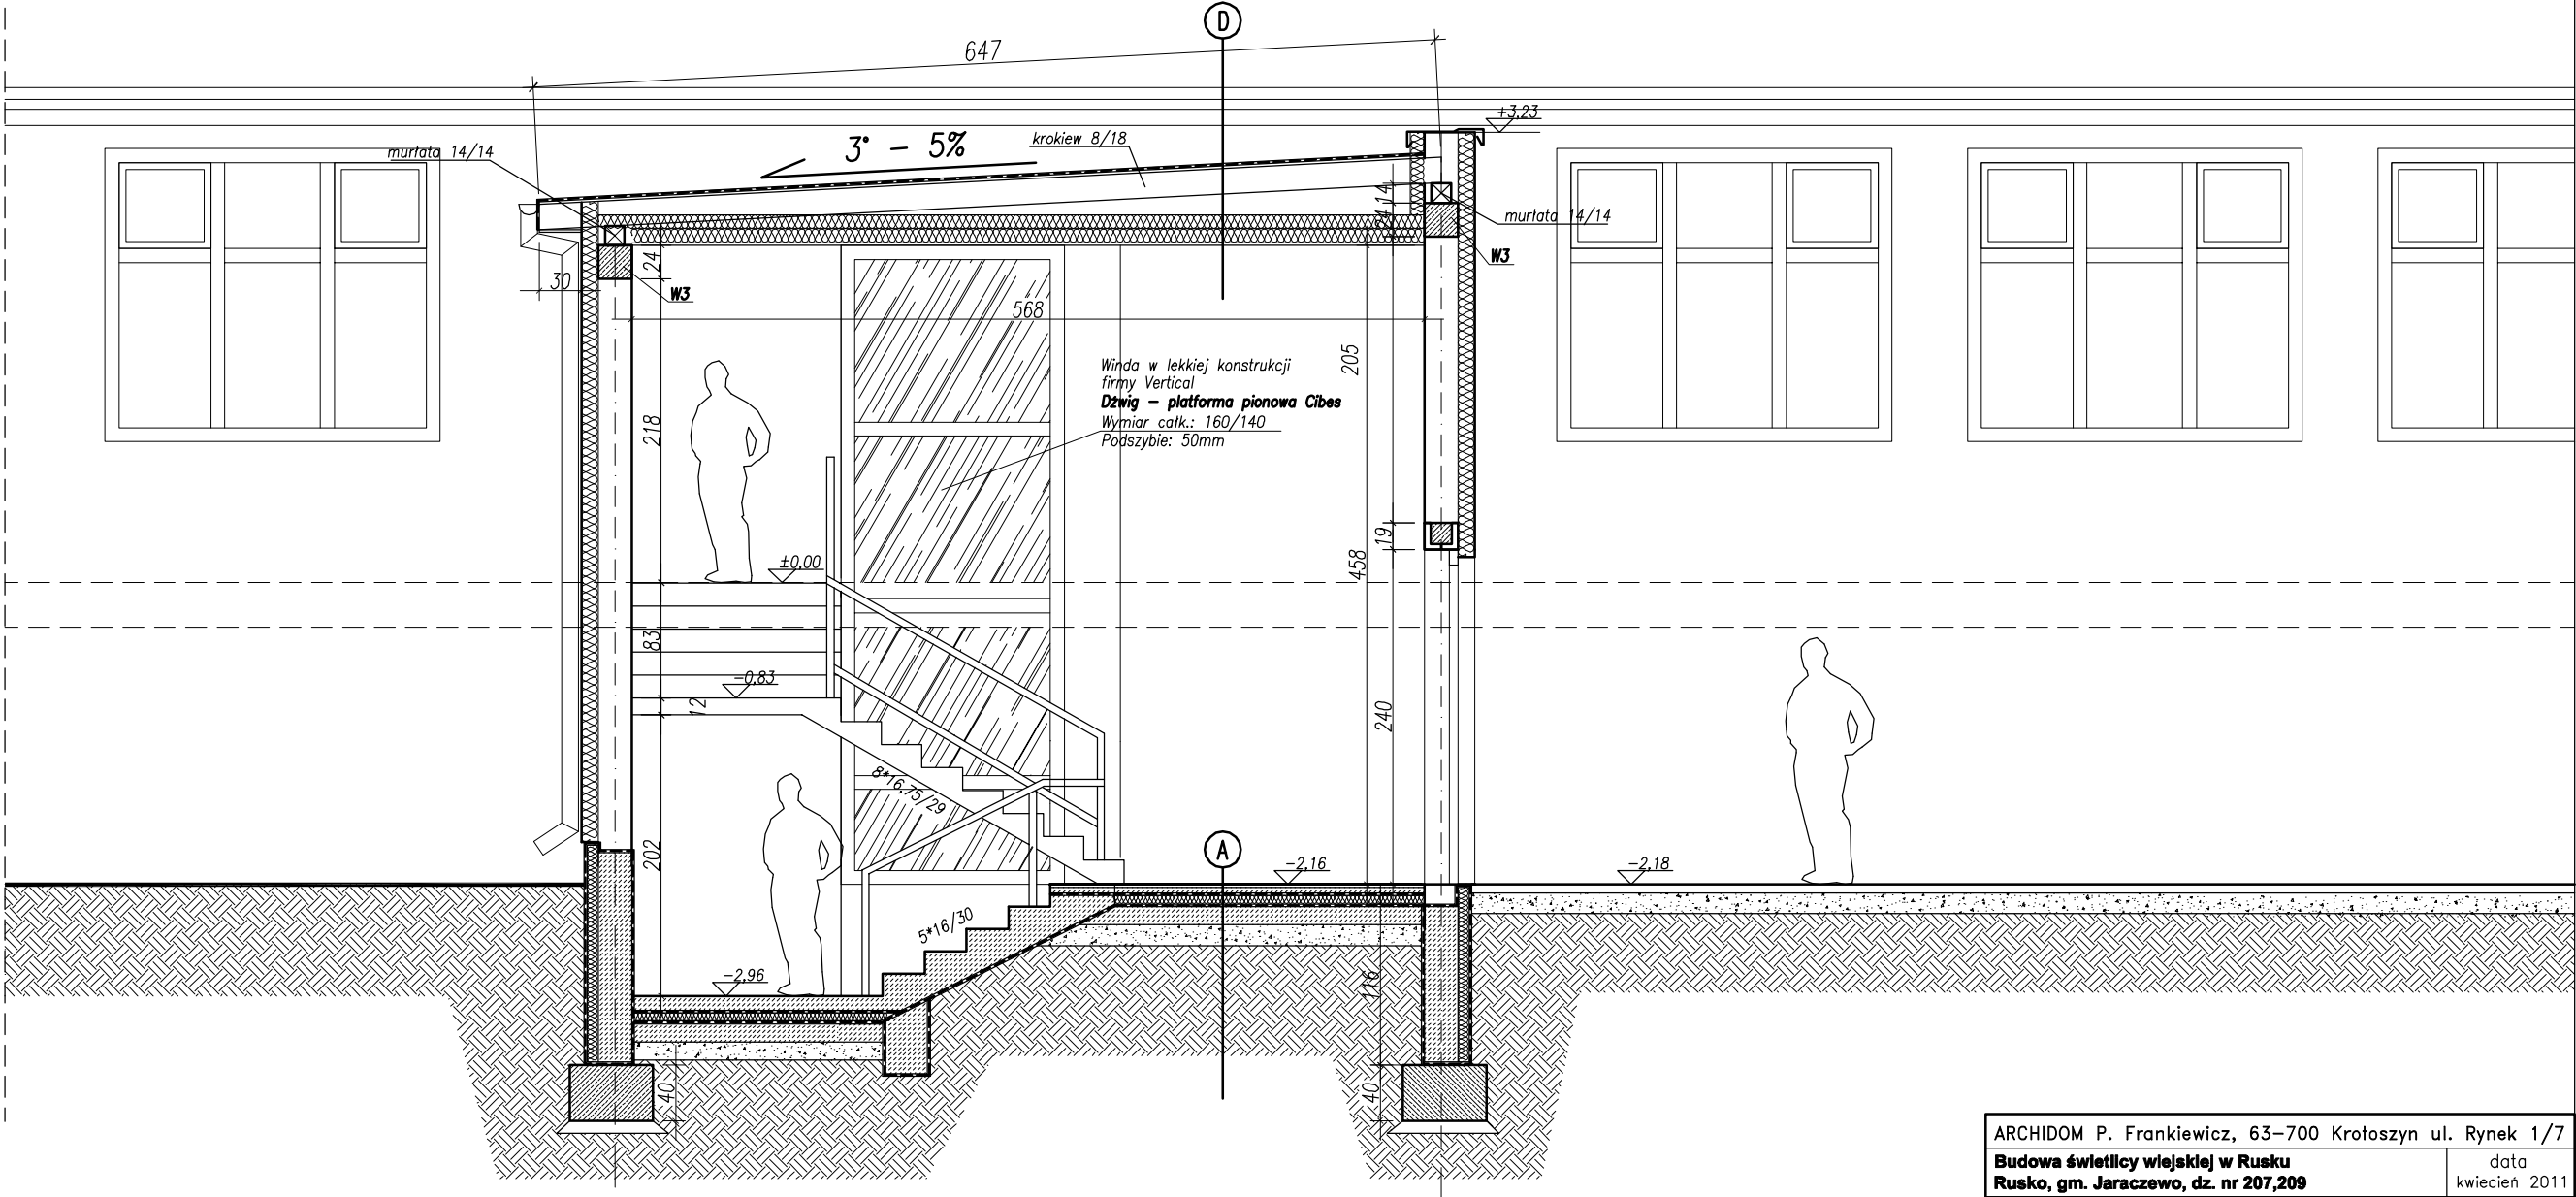 D
647
+3,23
murłata 14/14
3° - 5%
krokiew 8/18
14
24
murłata 14/14
W3
24
30
W3
568
205
Winda w lekkiej konstrukcji
firmy Vertical
Dźwig – platforma pionowa Cibes
Wymiar całk.: 160/140
Podszybie: 50mm
218
19
458
±0,00
83
-0,83
12
240
8*16,75/29
202
A
-2,16
-2,18
5*16/30
-2,96
116
40
40
ARCHIDOM P. Frankiewicz, 63-700 Krotoszyn ul. Rynek 1/7
Budowa świetlicy wiejskiej w Rusku
Rusko, gm. Jaraczewo, dz. nr 207,209
data
kwiecień 2011